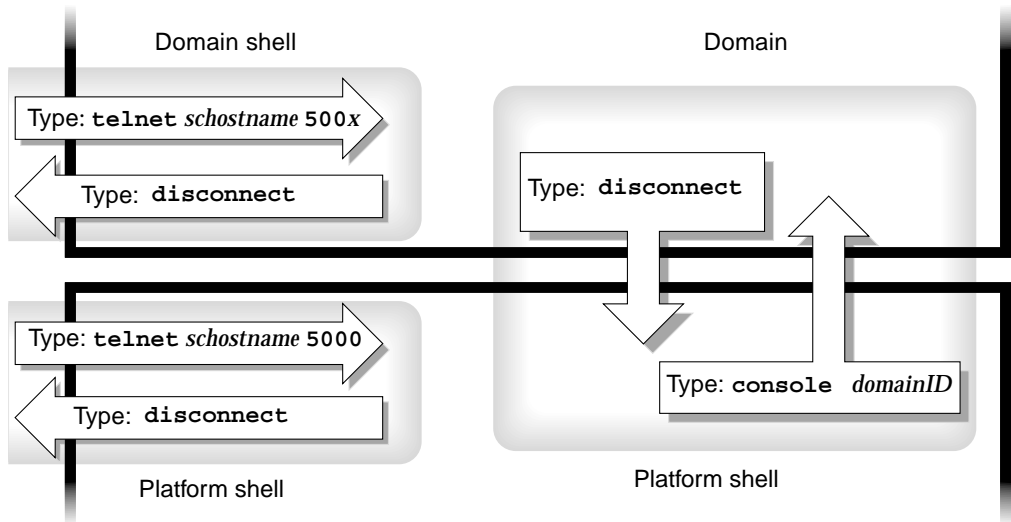 Domain shell
Domain
Type: telnet schostname 500x
Type: disconnect
Type: disconnect
Type: telnet schostname 5000
Type: disconnect
Type: console domainID
Platform shell
Platform shell